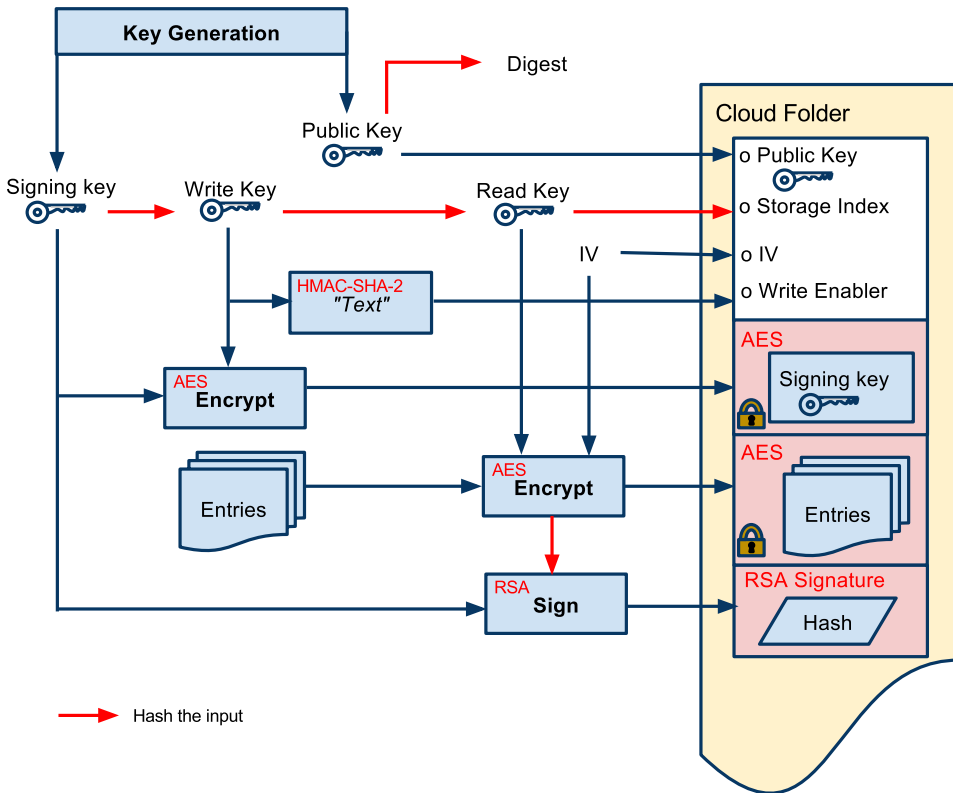 Key Generation
Digest
Public Key
Cloud Folder
o Public Key
Signing key
Write Key
Read Key
o Storage Index
IV
o IV
HMAC-SHA-2
"Text"
o Write Enabler
AES
Encrypt
AES
Signing key
Entries
AES
Encrypt
AES
Entries
RSA
Sign
RSA Signature
Hash
Hash the input